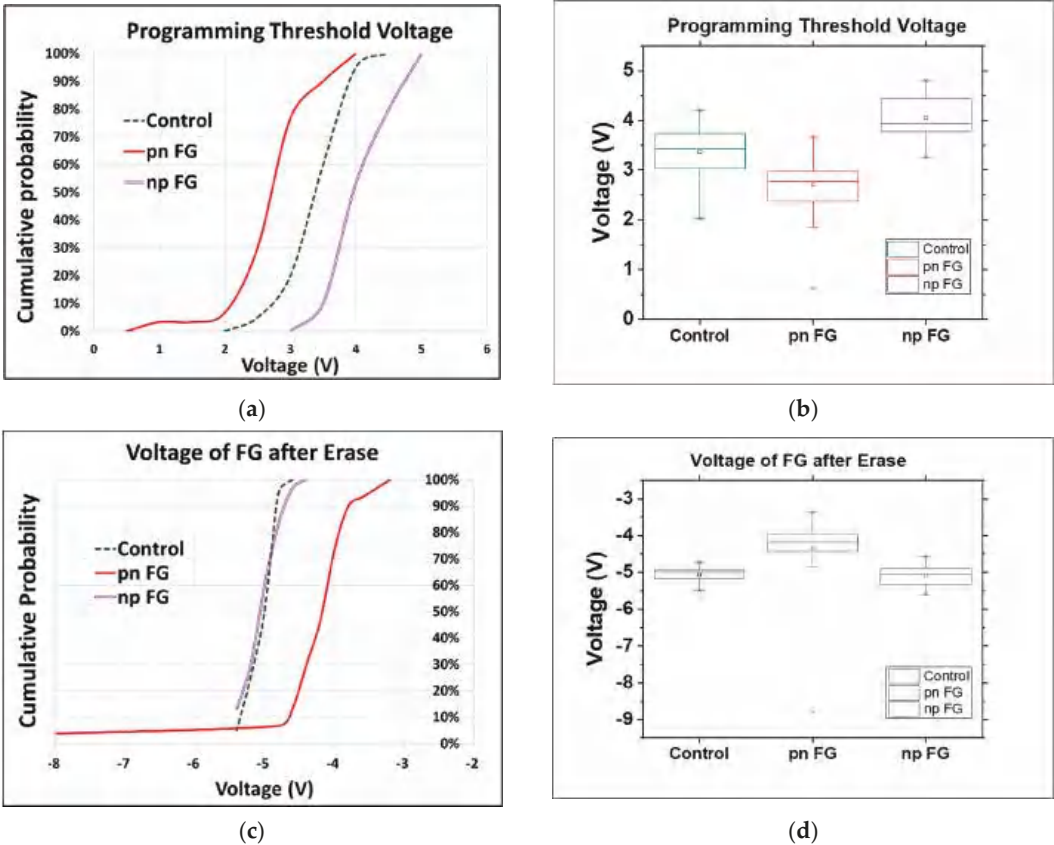 Programming Threshold Voltage
100%
90%
80%
70%
60%
50%
40%
30%
20%
10%
0%
Cumulative probability
Control
pn FG
np FG
0 1 2 3 4 5 6
Voltage (V)
(a)
Programming Threshold Voltage
5
4
3
2
1
0
Voltage (V)
Control
pn FG
np FG
Control pn FG np FG
(b)
Voltage of FG after Erase
100%
90%
80%
70%
60%
50%
40%
30%
20%
10%
0%
Cumulative Probability
Control
pn FG
np FG
-8 -7 -6 -5 -4 -3 -2
Voltage (V)
(c)
Voltage of FG after Erase
-3
-4
-5
-6
-7
-8
-9
Voltage (V)
Control
pn FG
np FG
Control pn FG np FG
(d)